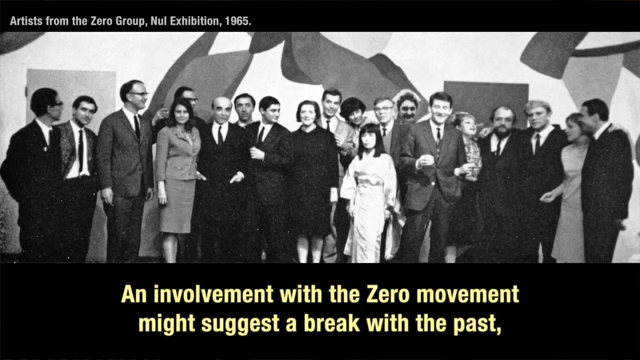 Artists from the Zero Group, Nul Exhibition, 1965.
An involvement with the Zero movement
might suggest a break with the past,